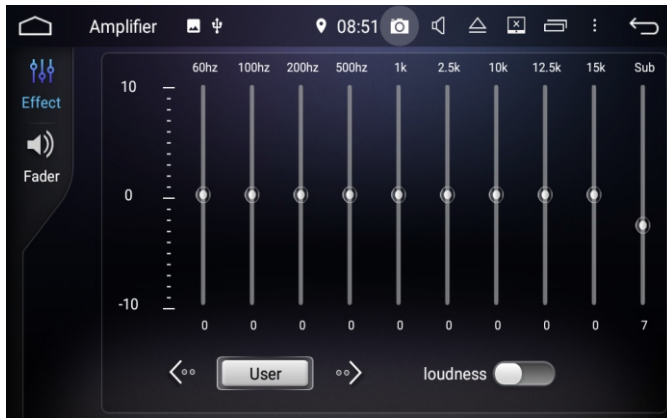 Amplifier 08:51
Effect
Fader
60hz 100hz 200hz 500hz 1k 2.5k 10k 12.5k 15k Sub
10
0
-10
0 0 0 0 0 0 0 0 0 7
User loudness